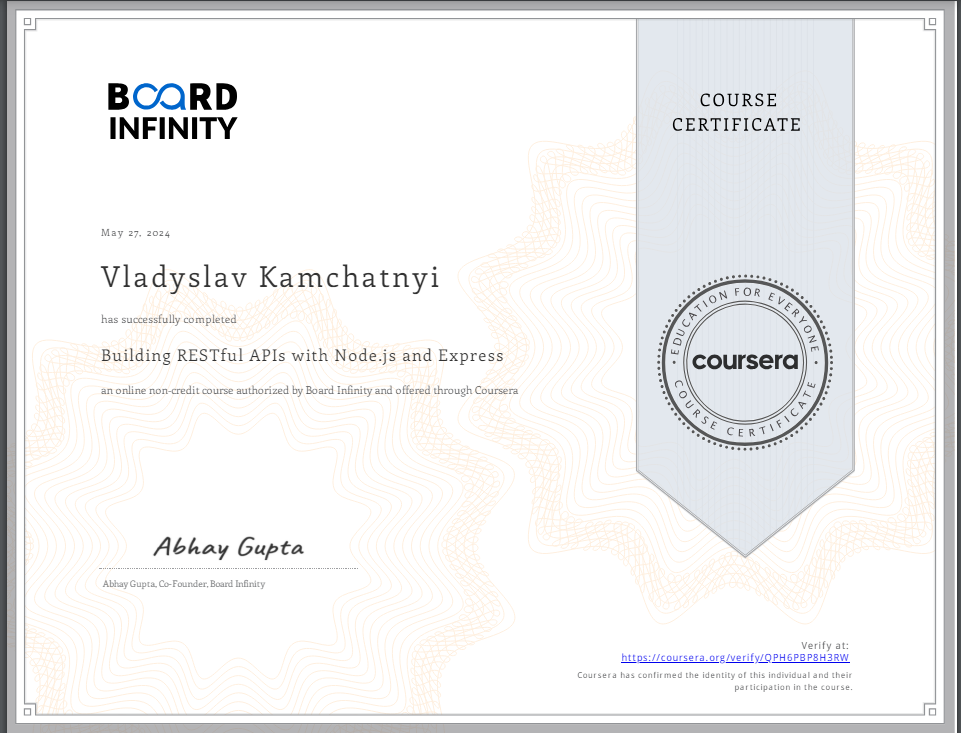 BOARD
INFINITY
COURSE
CERTIFICATE
May 27, 2024
Vladyslav Kamchatnyi
has successfully completed
Building RESTful APIs with Node.js and Express
an online non-credit course authorized by Board Infinity and offered through Coursera
EDUCATION FOR EVERYONE
coursera
COURSE CERTIFICATE
Abhay Gupta
Abhay Gupta, Co-Founder, Board Infinity
Verify at:
https://coursera.org/verify/QPH6PBP8H3RW
Coursera has confirmed the identity of this individual and their
participation in the course.